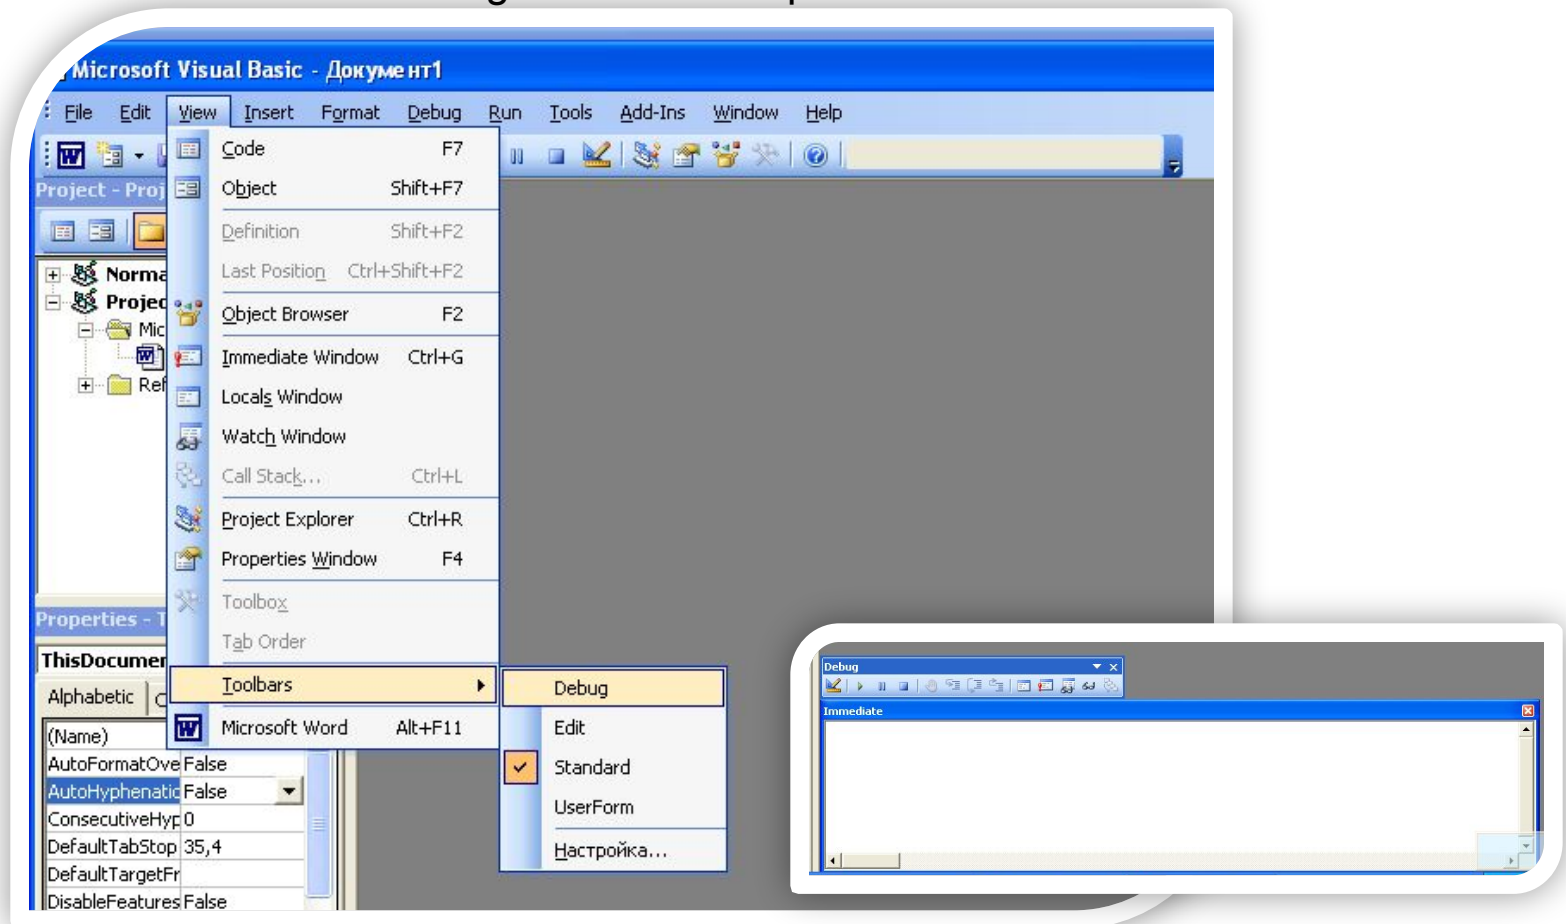 Microsoft Visual Basic - Документ1
File Edit View Insert Format Debug Run Tools Add-Ins Window Help
Project - Proj
Norma
Projec
Mic
Ref
Code F7
Object Shift+F7
Definition Shift+F2
Last Position Ctrl+Shift+F2
Object Browser F2
Immediate Window Ctrl+G
Locals Window
Watch Window
Call Stack... Ctrl+L
Project Explorer Ctrl+R
Properties Window F4
Toolbox
Tab Order
Toolbars
Microsoft Word Alt+F11
Debug
Edit
Standard
UserForm
Настройка...
Properties - T
ThisDocumen
Alphabetic
(Name)
AutoFormatOve False
AutoHyphenatic False
ConsecutiveHyp 0
DefaultTabStop 35,4
DefaultTargetFr
DisableFeatures False
Debug
Immediate